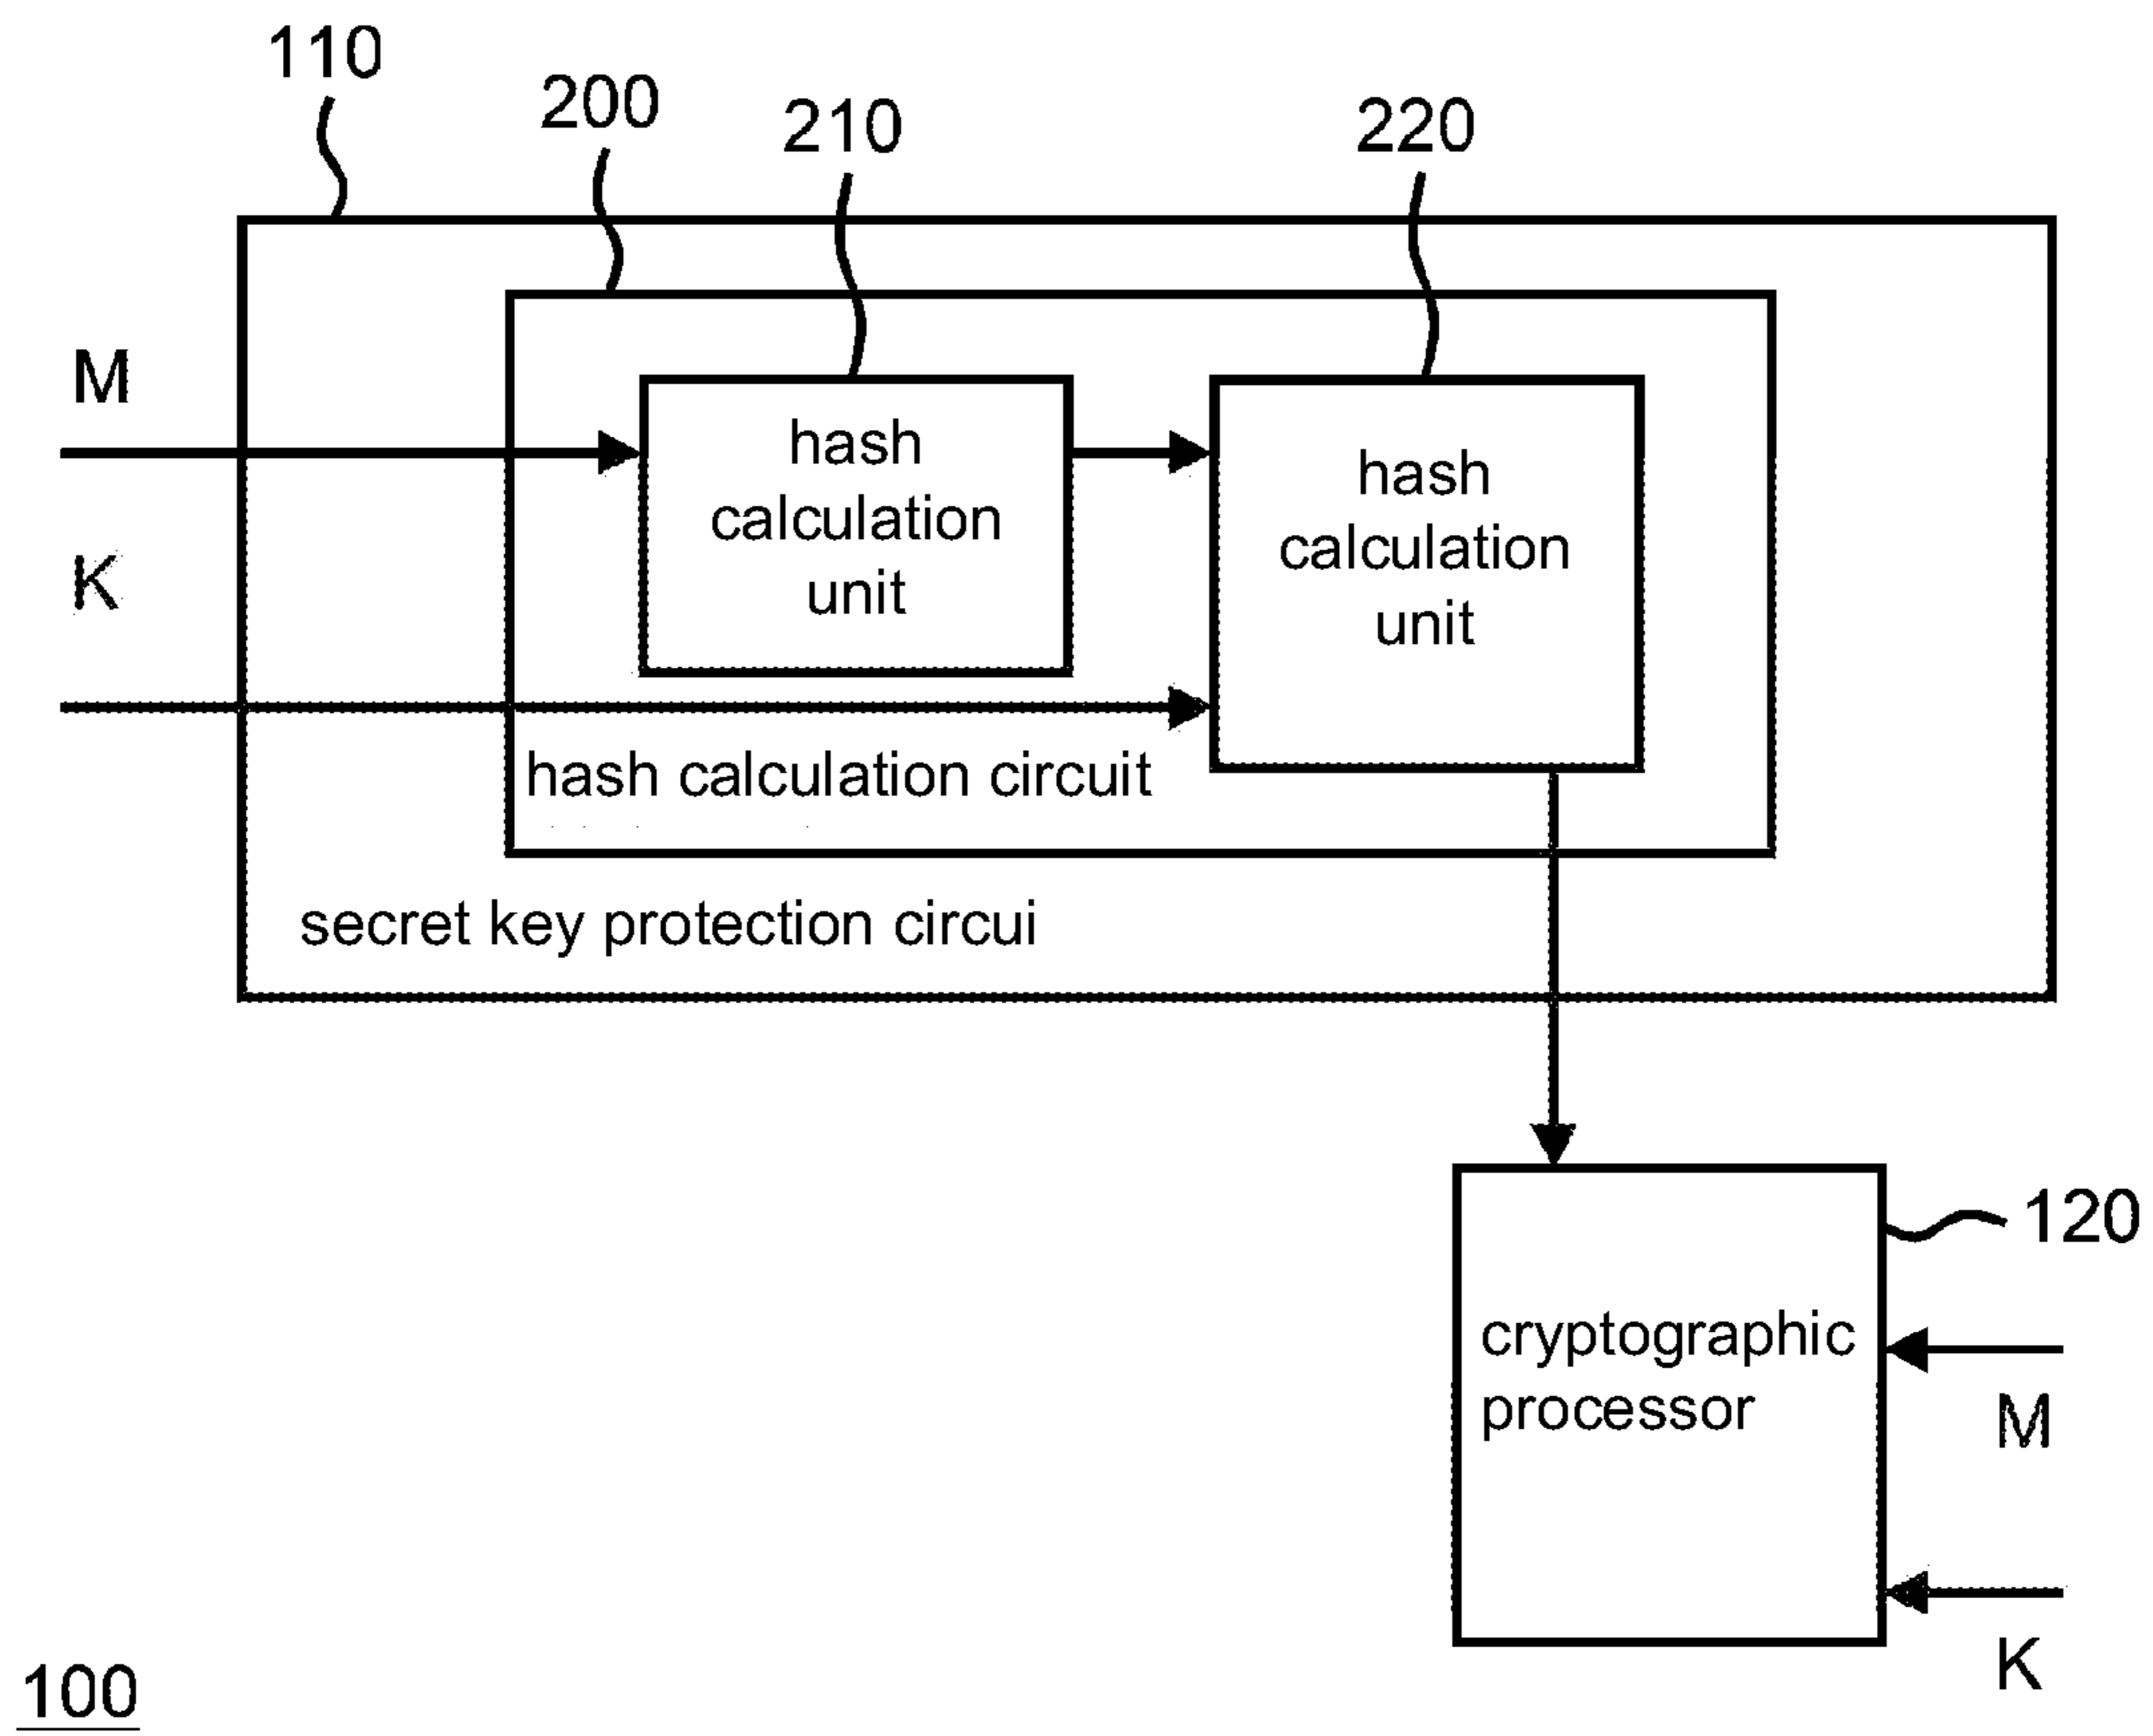 110
200
210
220
M
hash
calculation
unit
hash
calculation
unit
K
hash calculation circuit
secret key protection circui
120
cryptographic
processor
M
K
100